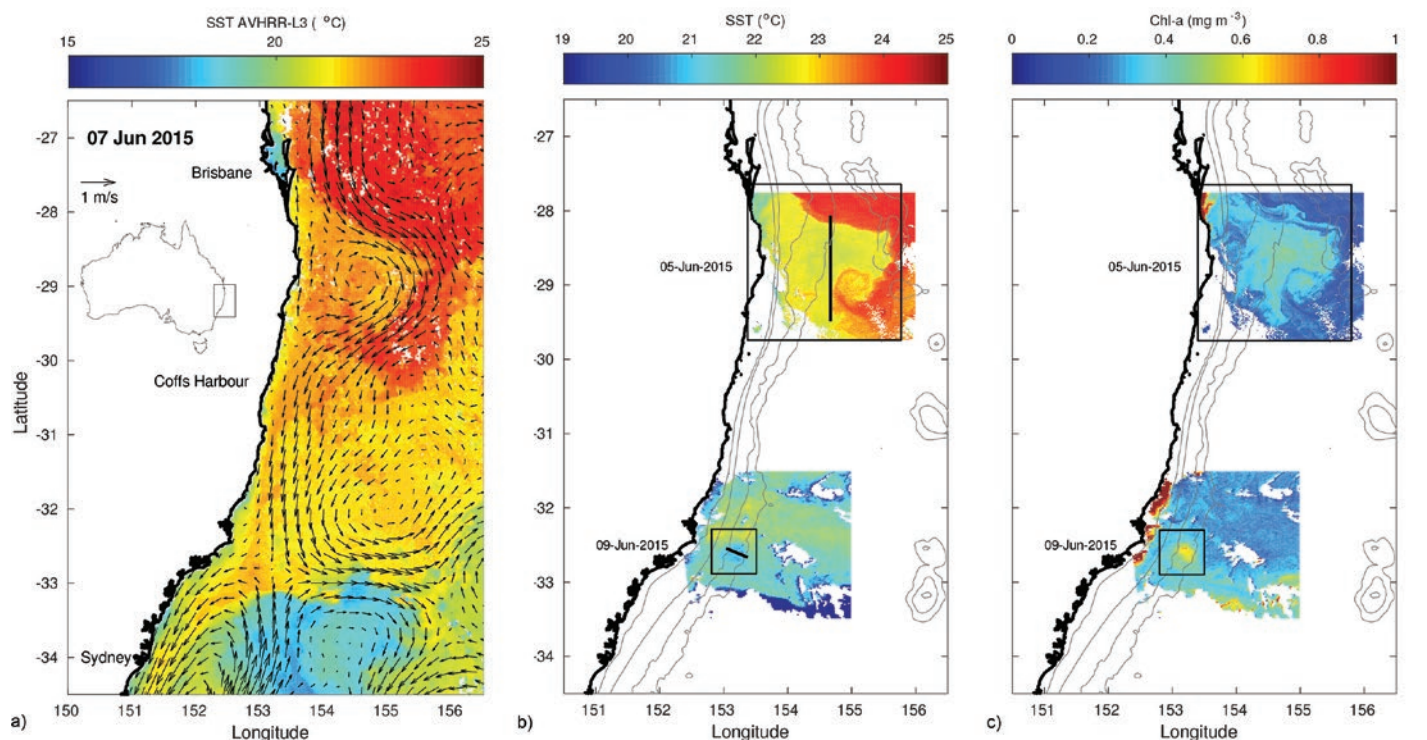 SST AVHRR-L3 ( °C)
15 20 25
07 Jun 2015
1 m/s
Brisbane
Coffs Harbour
Sydney
-27
-28
-29
-30
-31
-32
-33
-34
Latitude
150 151 152 153 154 155 156
Longitude
a)
SST (°C)
19 20 21 22 23 24 25
-27
-28
-29
-30
-31
-32
-33
-34
05-Jun-2015
09-Jun-2015
151 152 153 154 155 156
Longitude
b)
Chl-a (mg m⁻³)
0 0.2 0.4 0.6 0.8 1
-27
-28
-29
-30
-31
-32
-33
-34
05-Jun-2015
09-Jun-2015
151 152 153 154 155 156
Longitude
c)